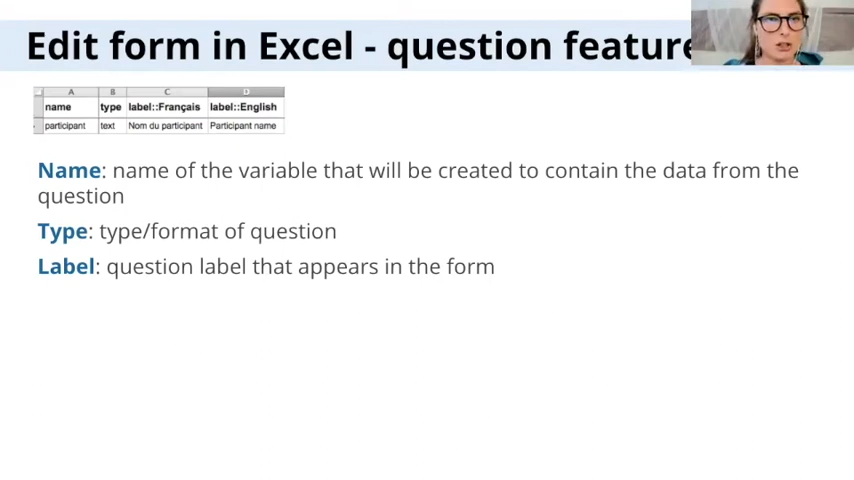 Edit form in Excel - question feature
A B C D
name type label::Français label::English
participant text Nom du participant Participant name
Name: name of the variable that will be created to contain the data from the
question
Type: type/format of question
Label: question label that appears in the form